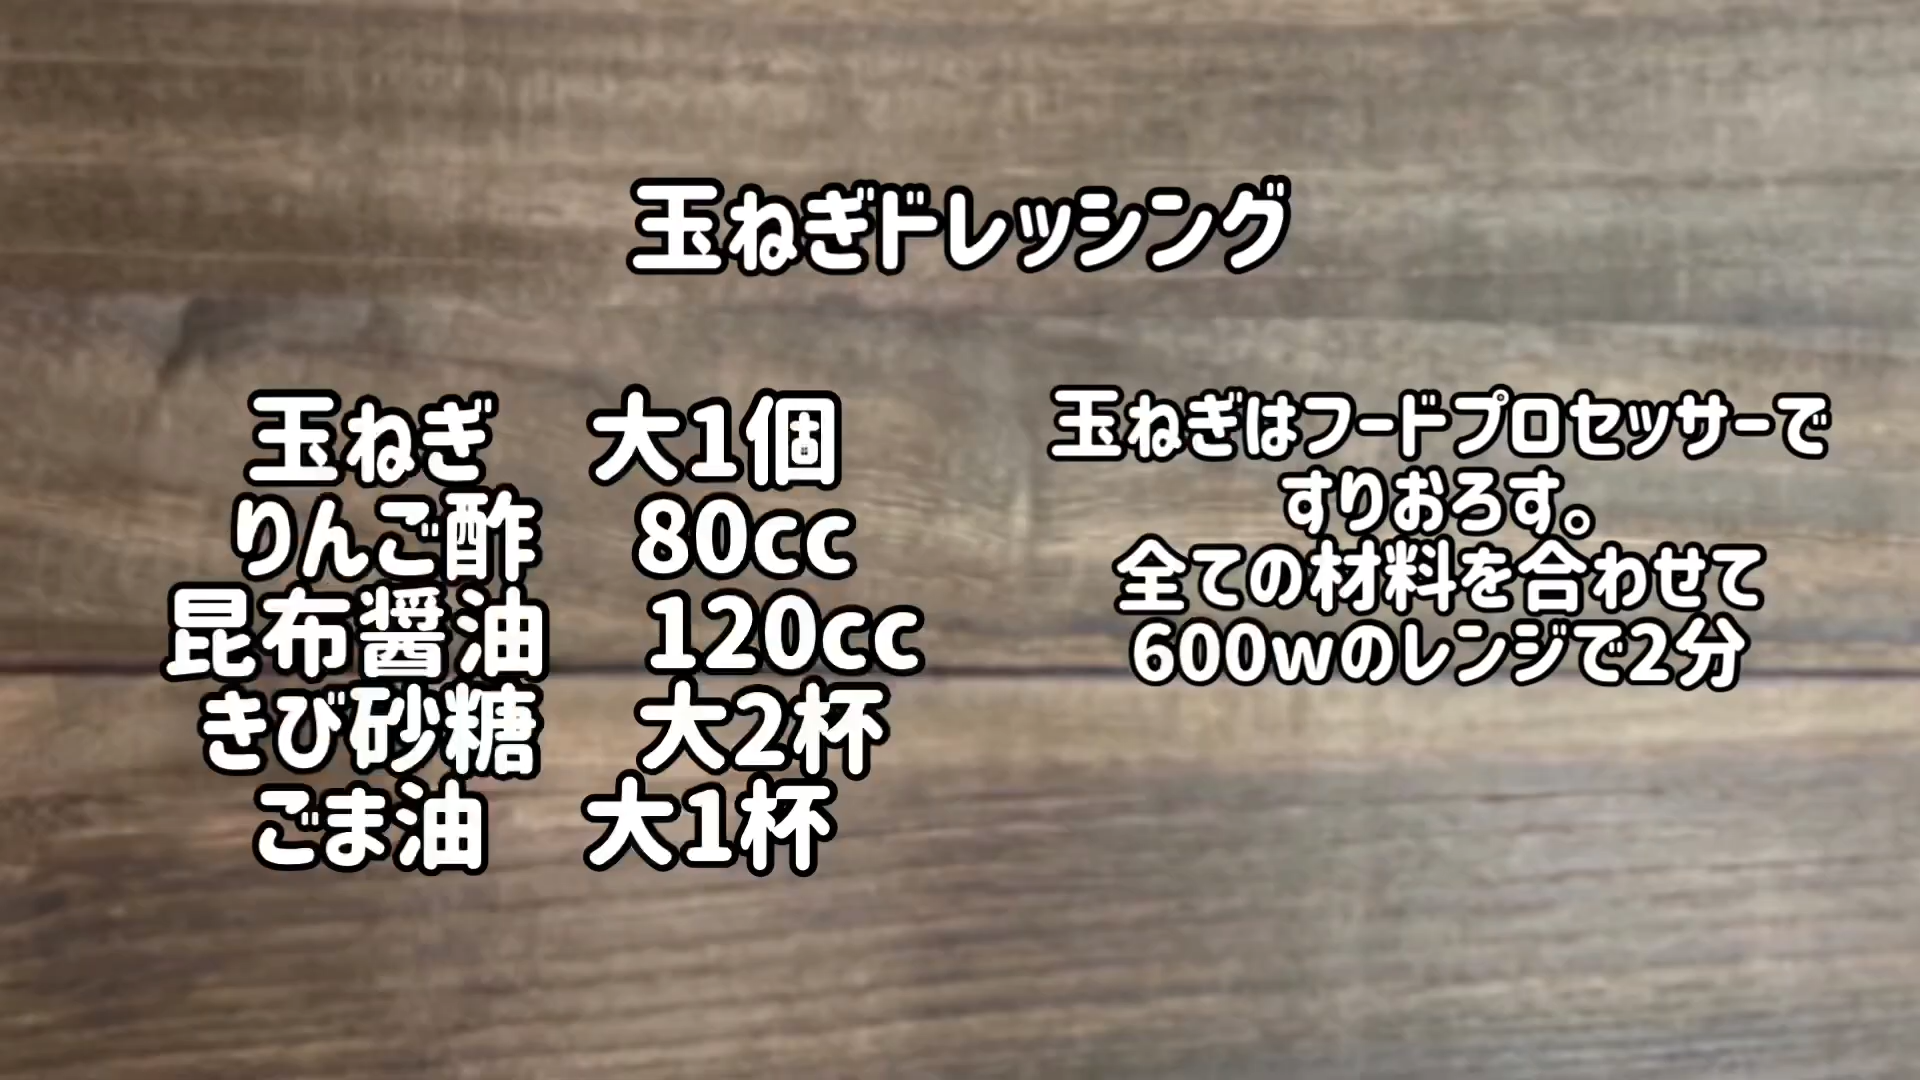 玉ねぎドレッシング
玉ねぎ　大1個
りんご酢　80cc
昆布醤油　120cc
きび砂糖　大2杯
ごま油　大1杯
玉ねぎはフードプロセッサーで
すりおろす。
全ての材料を合わせて
600wのレンジで2分